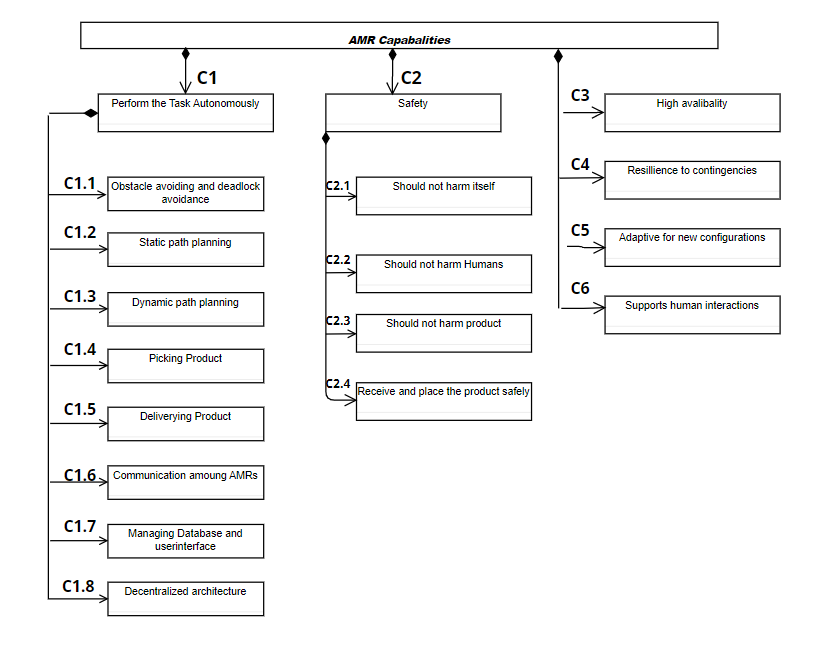 AMR Capabalities
C1
Perform the Task Autonomously
C1.1
Obstacle avoiding and deadlock
avoidance
C1.2
Static path planning
C1.3
Dynamic path planning
C1.4
Picking Product
C1.5
Deliverying Product
C1.6
Communication amoung AMRs
C1.7
Managing Database and
userinterface
C1.8
Decentralized architecture
C2
Safety
C2.1
Should not harm itself
C2.2
Should not harm Humans
C2.3
Should not harm product
C2.4
Receive and place the product safely
C3
High avalibality
C4
Resillience to contingencies
C5
Adaptive for new configurations
C6
Supports human interactions